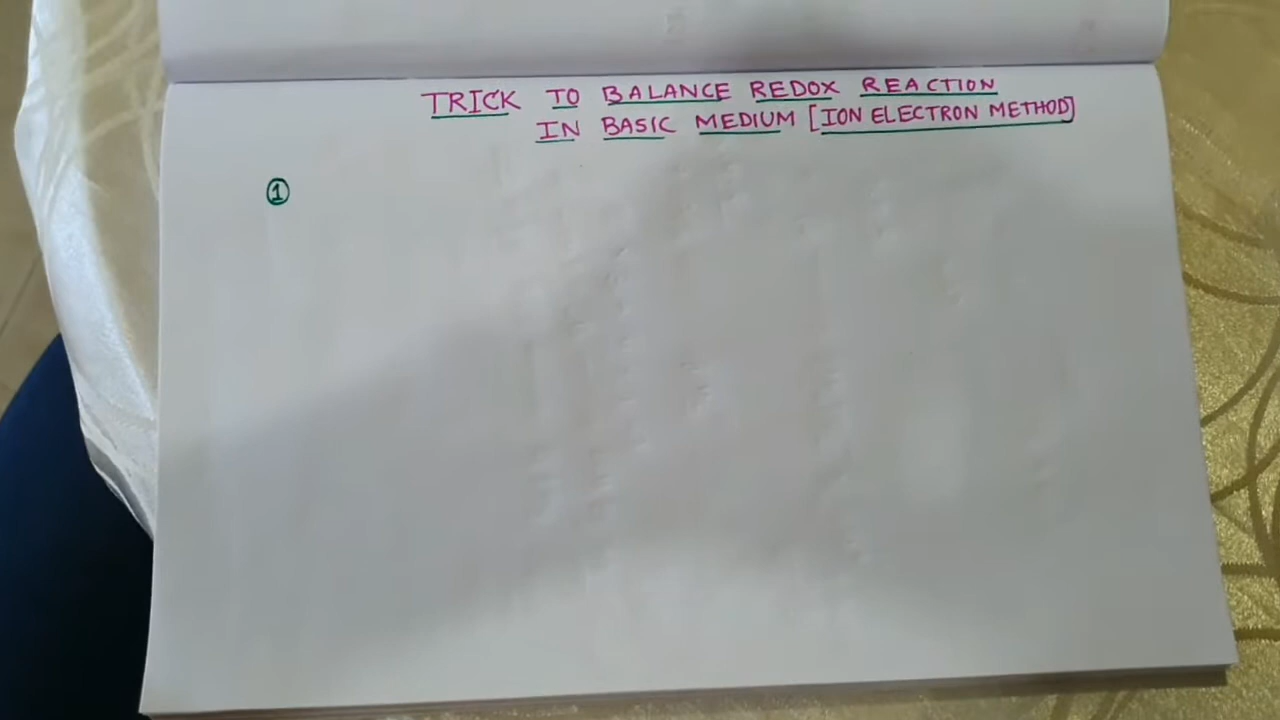 TRICK TO BALANCE REDOX REACTION
IN BASIC MEDIUM [ION ELECTRON METHOD]
①